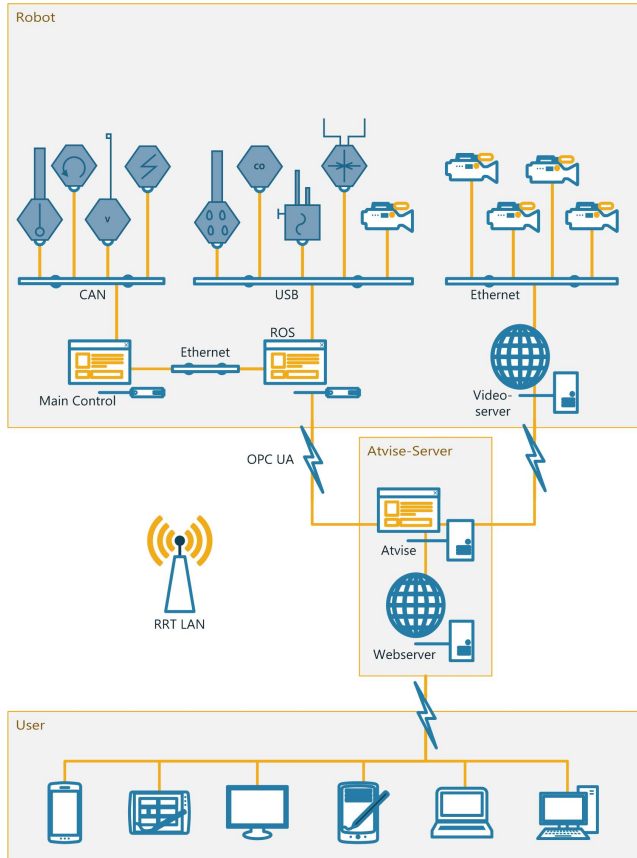 Robot
CO
V
CAN
USB
Ethernet
ROS
Ethernet
Main Control
Video-
server
OPC UA
Atvise-Server
Atvise
RRT LAN
Webserver
User